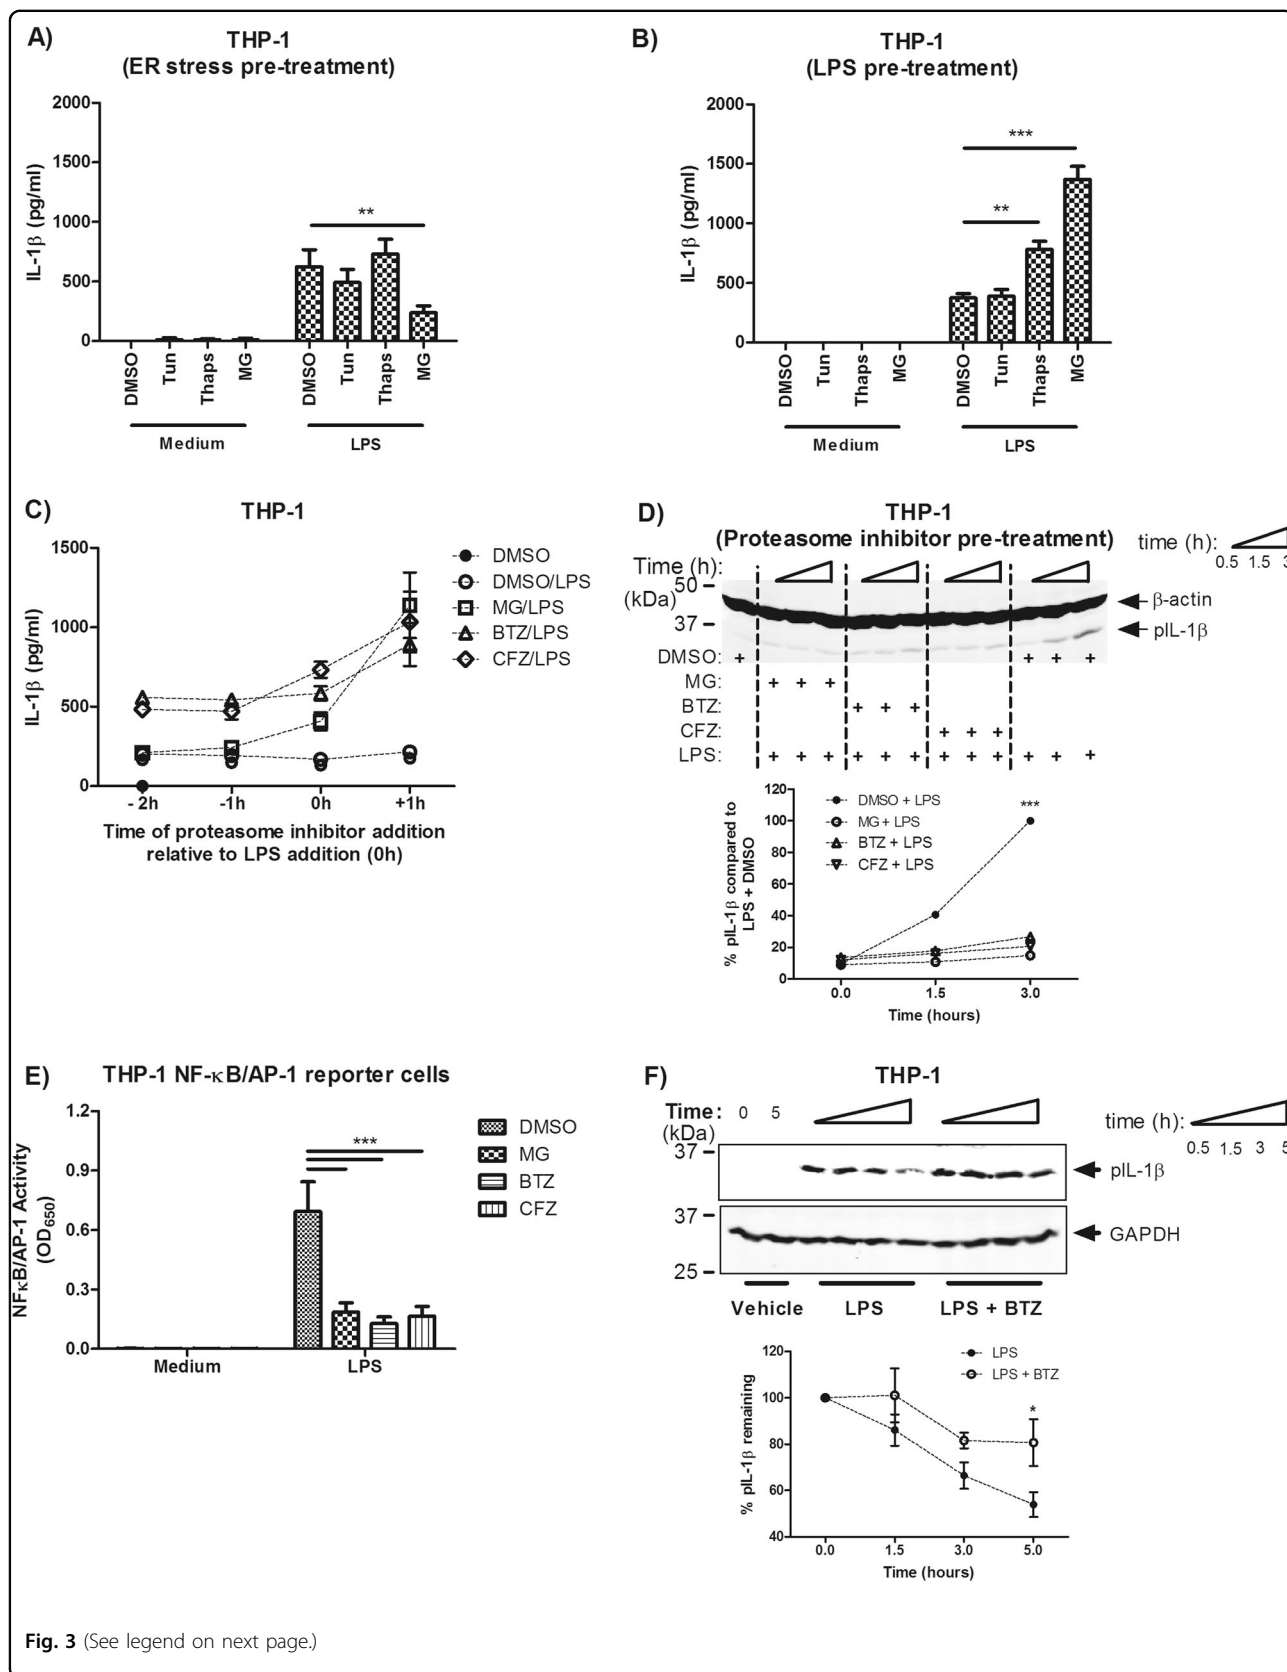 A)
THP-1
(ER stress pre-treatment)
2000
1500
1000
500
0
IL-1β (pg/ml)
**
DMSO
Tun
Thaps
MG
DMSO
Tun
Thaps
MG
Medium
LPS
B)
THP-1
(LPS pre-treatment)
2000
1500
1000
500
0
IL-1β (pg/ml)
***
**
DMSO
Tun
Thaps
MG
DMSO
Tun
Thaps
MG
Medium
LPS
C)
THP-1
1500
1000
500
0
IL-1β (pg/ml)
DMSO
DMSO/LPS
MG/LPS
BTZ/LPS
CFZ/LPS
- 2h -1h 0h +1h
Time of proteasome inhibitor addition
relative to LPS addition (0h)
D)
THP-1
(Proteasome inhibitor pre-treatment)
time (h):
0.5 1.5 3
Time (h):
50
(kDa)
37
β-actin
pIL-1β
DMSO: + + + +
MG: + + +
BTZ: + + +
CFZ: + + +
LPS: + + + + + + + + + + + +
120
100
80
60
40
20
0
% pIL-1β compared to
LPS + DMSO
DMSO + LPS
MG + LPS
BTZ + LPS
CFZ + LPS
***
0.0 1.5 3.0
Time (hours)
E)
THP-1 NF-κB/AP-1 reporter cells
1.2
0.9
0.6
0.3
0.0
NFκB/AP-1 Activity
(OD650)
***
DMSO
MG
BTZ
CFZ
Medium
LPS
F)
THP-1
Time: 0 5
(kDa)
time (h):
0.5 1.5 3 5
37
pIL-1β
37
GAPDH
25
Vehicle LPS LPS + BTZ
120
100
80
60
40
% pIL-1β remaining
LPS
LPS + BTZ
*
0.0 1.5 3.0 5.0
Time (hours)
Fig. 3 (See legend on next page.)